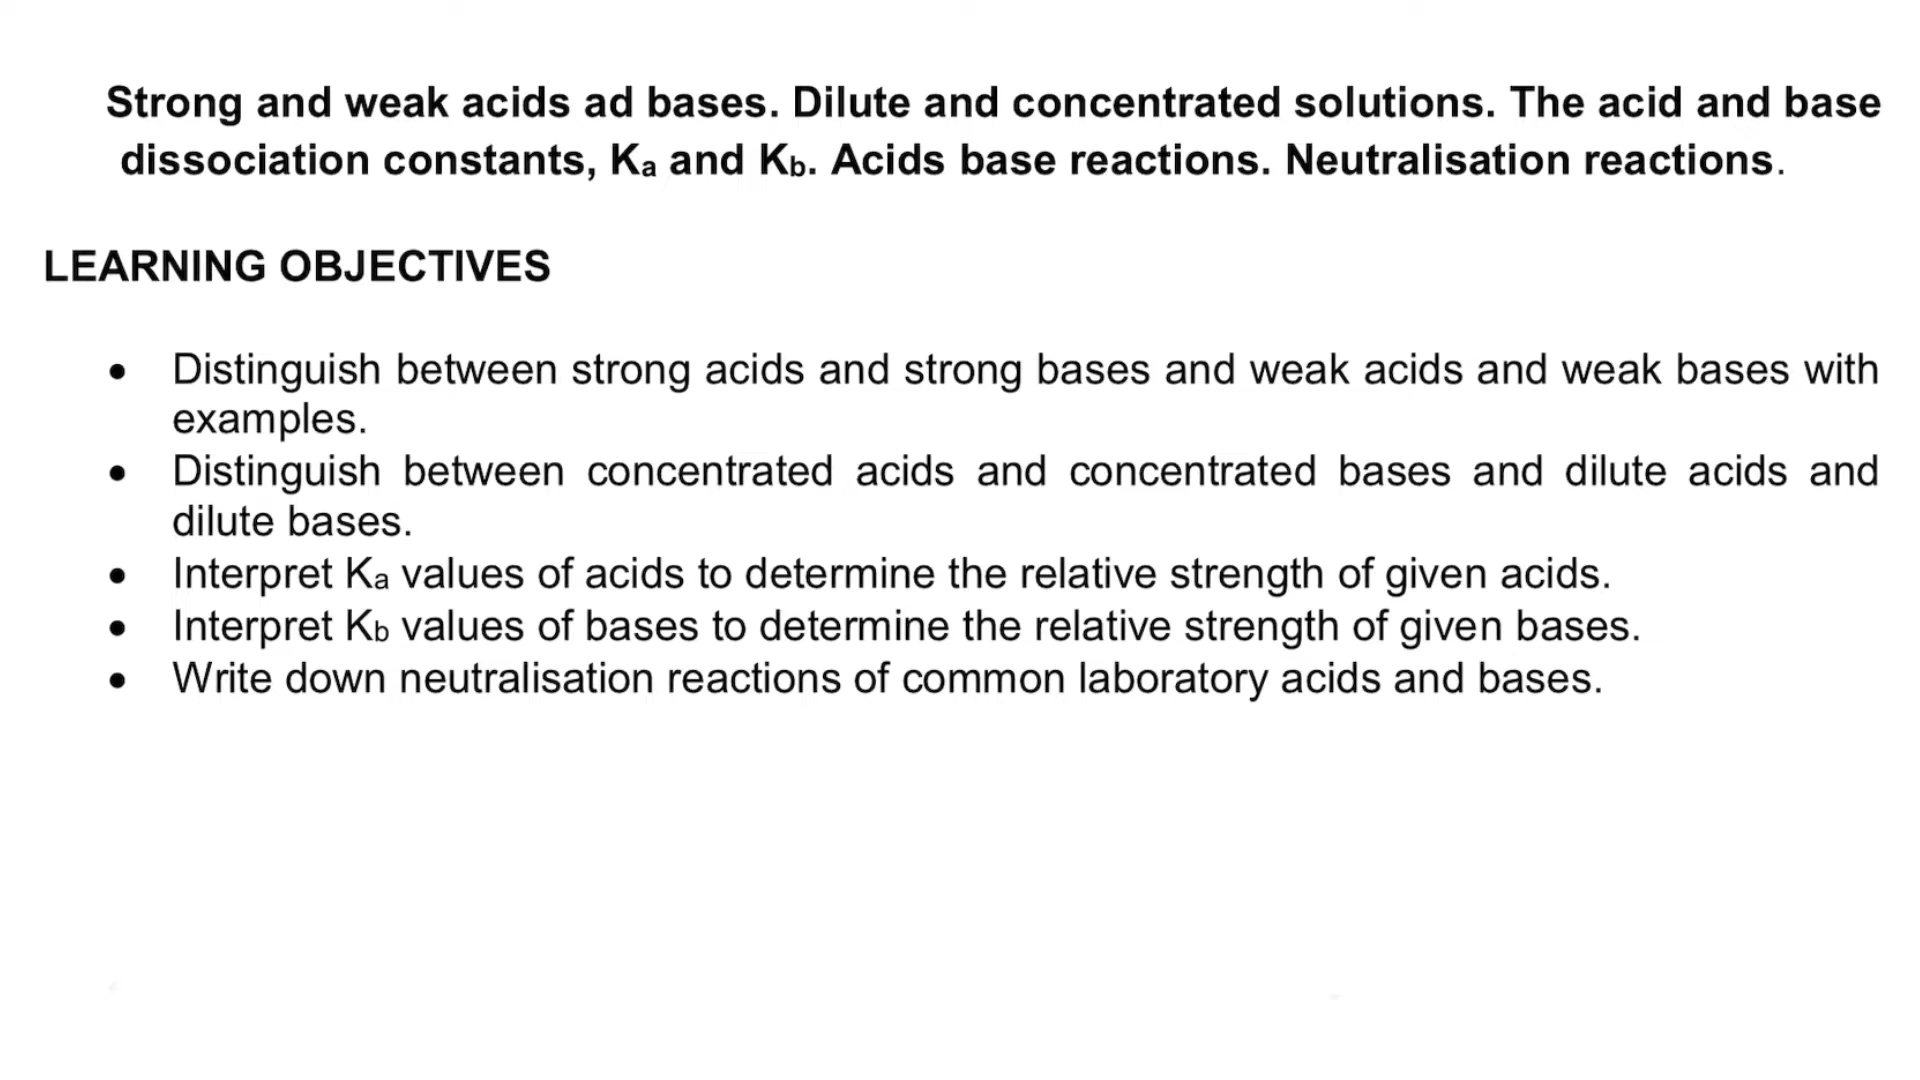 Strong and weak acids ad bases. Dilute and concentrated solutions. The acid and base
dissociation constants, Ka and Kb. Acids base reactions. Neutralisation reactions.
LEARNING OBJECTIVES
• Distinguish between strong acids and strong bases and weak acids and weak bases with
examples.
• Distinguish between concentrated acids and concentrated bases and dilute acids and
dilute bases.
• Interpret Ka values of acids to determine the relative strength of given acids.
• Interpret Kb values of bases to determine the relative strength of given bases.
• Write down neutralisation reactions of common laboratory acids and bases.